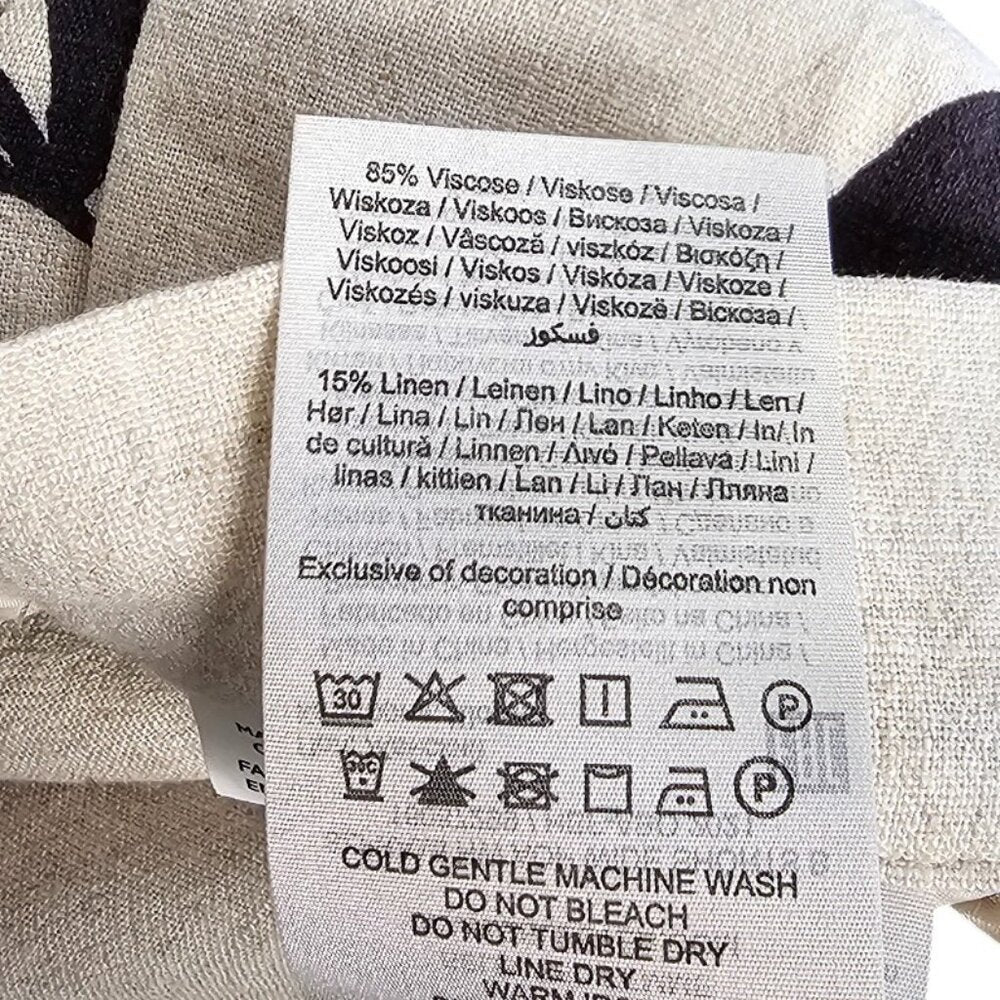 85% Viscose / Viskose / Viscosa /
Wiskoza / Viskoos / Вискоза / Viskoza /
Viskoz / Vâscoză / viszkóz / Βισκόζη /
Viskoosi / Viskos / Viskóza / Viskoze /
Viskozés / viskuza / Viskozë / Віскоза /
فسكوز
15% Linen / Leinen / Lino / Linho / Len /
Hør / Lina / Lin / Лен / Lan / Keten / In / In
de cultură / Linnen / Λινό / Pellava / Lini /
linas / kittien / Ļan / Li / Лан / Лляна
тканина / كتان
Exclusive of decoration / Décoration non
comprise
30
P
P
COLD GENTLE MACHINE WASH
DO NOT BLEACH
DO NOT TUMBLE DRY
LINE DRY
WARM